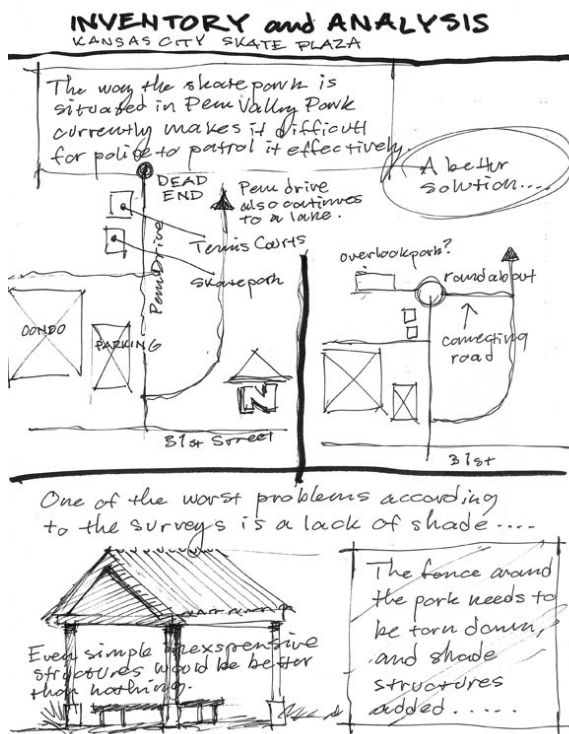 INVENTORY and ANALYSIS
KANSAS CITY SKATE PLAZA
The way the skatepark is
situated in Penn Valley Park
currently makes it difficult
for police to patrol it effectively.
DEAD
END
Penn drive
also continues
to a lake.
Tennis Courts
Skatepark
Penn Drive
CONDO
PARKING
N
31st Street
A better
solution....
overlook park?
roundabout
connecting
road
31st
One of the worst problems according
to the surveys is a lack of shade ....
Even simple inexspensive
structures would be better
than nothing.
The fence around
the park needs to
be torn down,
and shade
structures
added .....